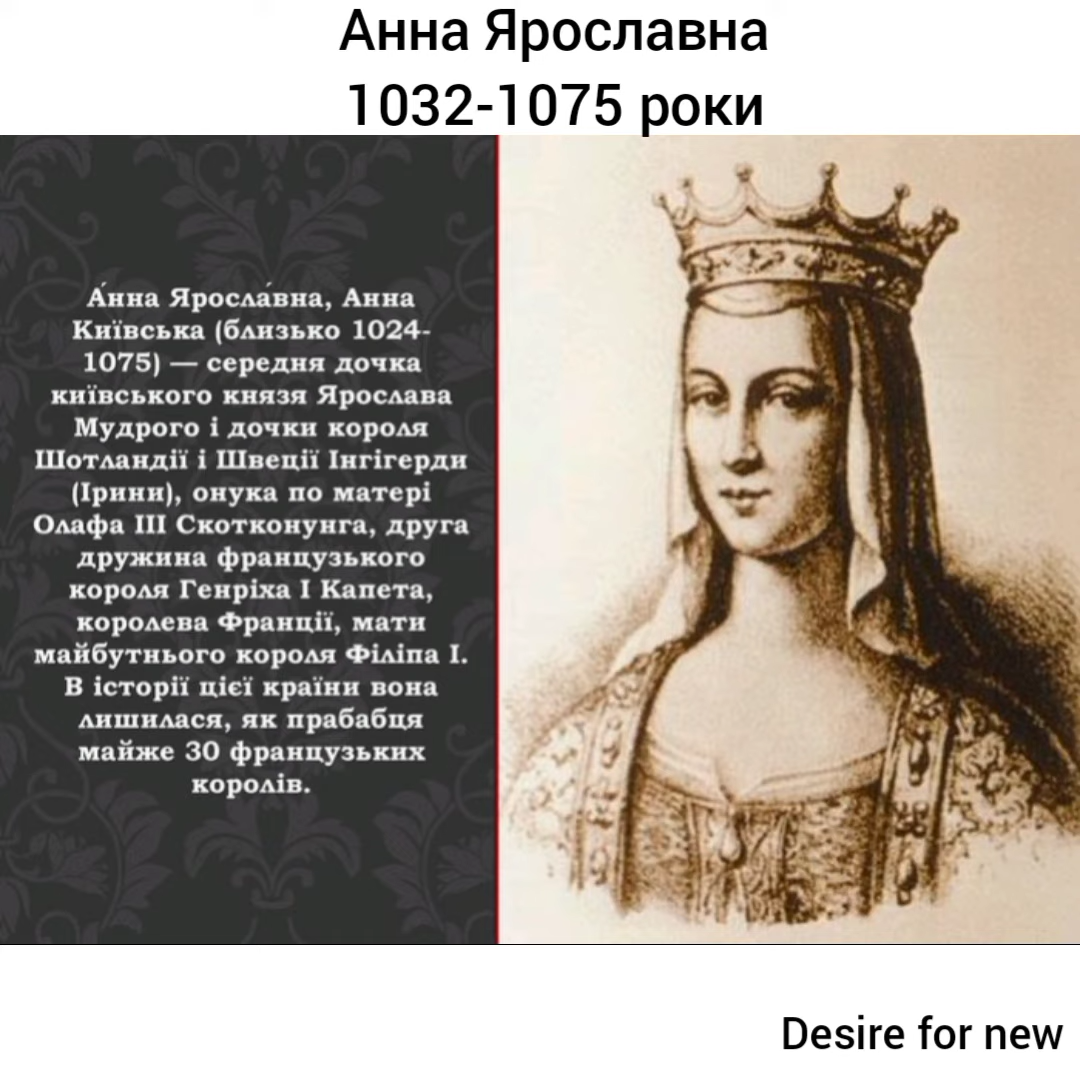 Анна Ярославна
1032-1075 роки
А́нна Яросла́вна, Анна
Київська (близько 1024-
1075) — середня дочка
київського князя Ярослава
Мудрого і дочки короля
Шотландії і Швеції Інгігерди
(Ірини), онука по матері
Олафа III Скотконунга, друга
дружина французького
короля Генріха I Капета,
королева Франції, мати
майбутнього короля Філіпа I.
В історії цієї країни вона
лишилася, як прабабця
майже 30 французьких
королів.
Desire for new